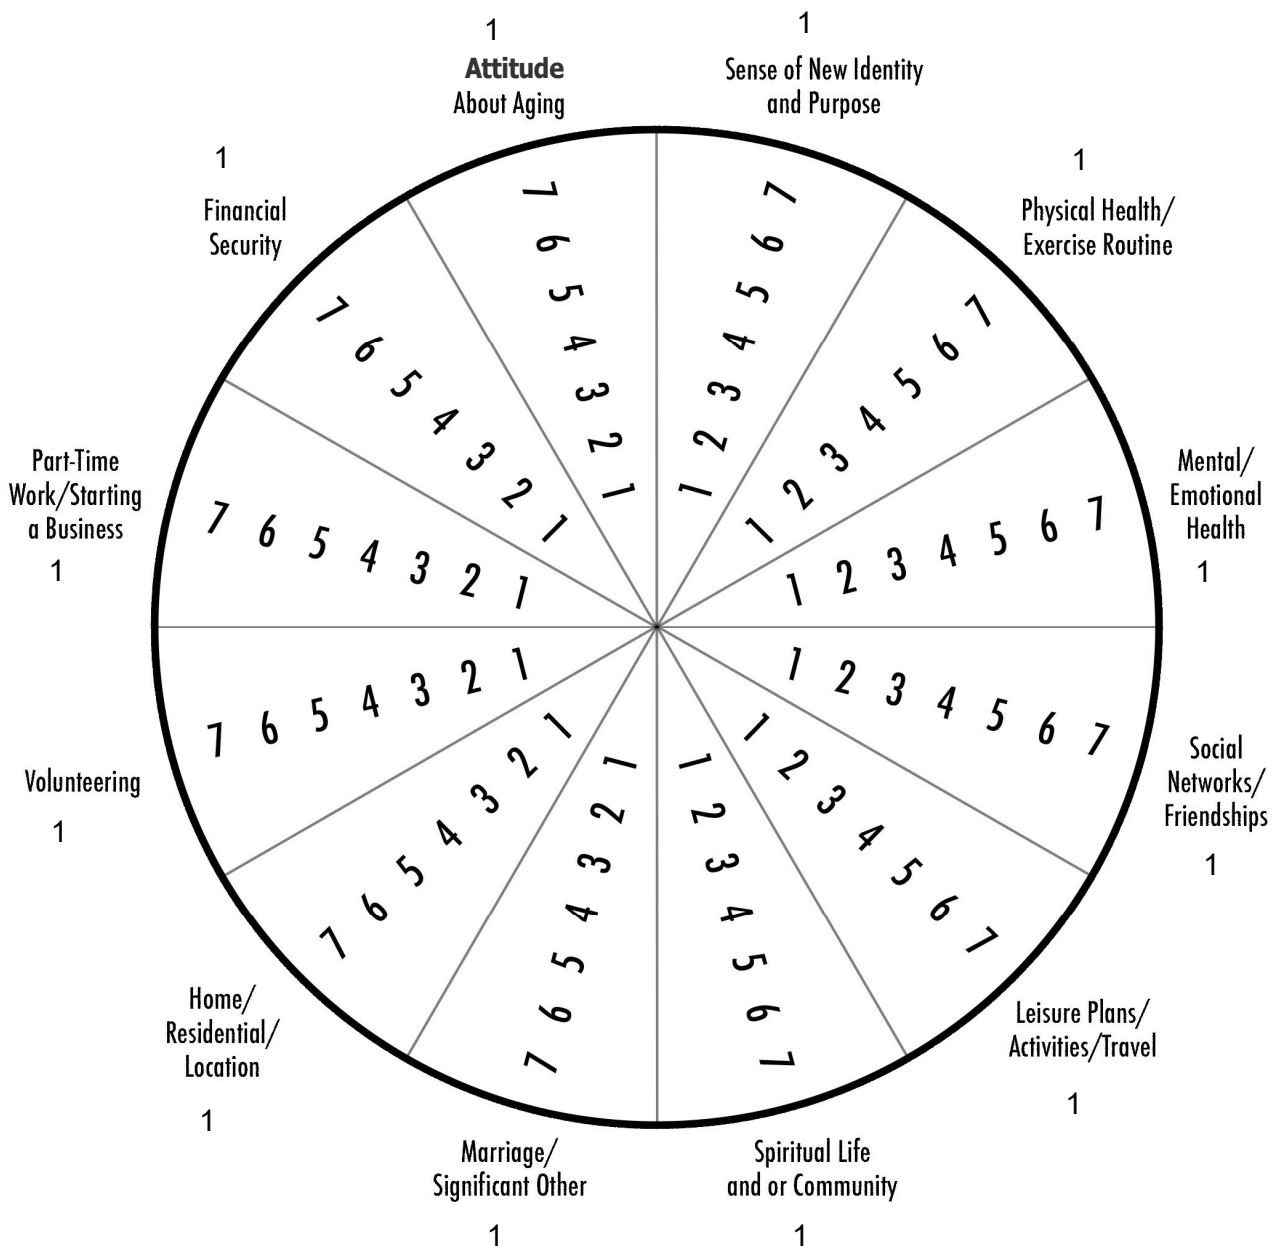 1
Attitude
About Aging
1
Sense of New Identity
and Purpose
1
Physical Health/
Exercise Routine
Mental/
Emotional
Health
1
Social
Networks/
Friendships
1
Leisure Plans/
Activities/Travel
1
Spiritual Life
and or Community
1
Marriage/
Significant Other
1
Home/
Residential/
Location
1
Volunteering
1
Part-Time
Work/Starting
a Business
1
1
Financial
Security
7 6 5 4 3 2 1
7 6 5 4 3 2 1
1 2 3 4 5 6 7
1 2 3 4 5 6 7
1 2 3 4 5 6 7
1 2 3 4 5 6 7
1 2 3 4 5 6 7
1 2 3 4 5 6 7
7 6 5 4 3 2 1
7 6 5 4 3 2 1
7 6 5 4 3 2 1
7 6 5 4 3 2 1